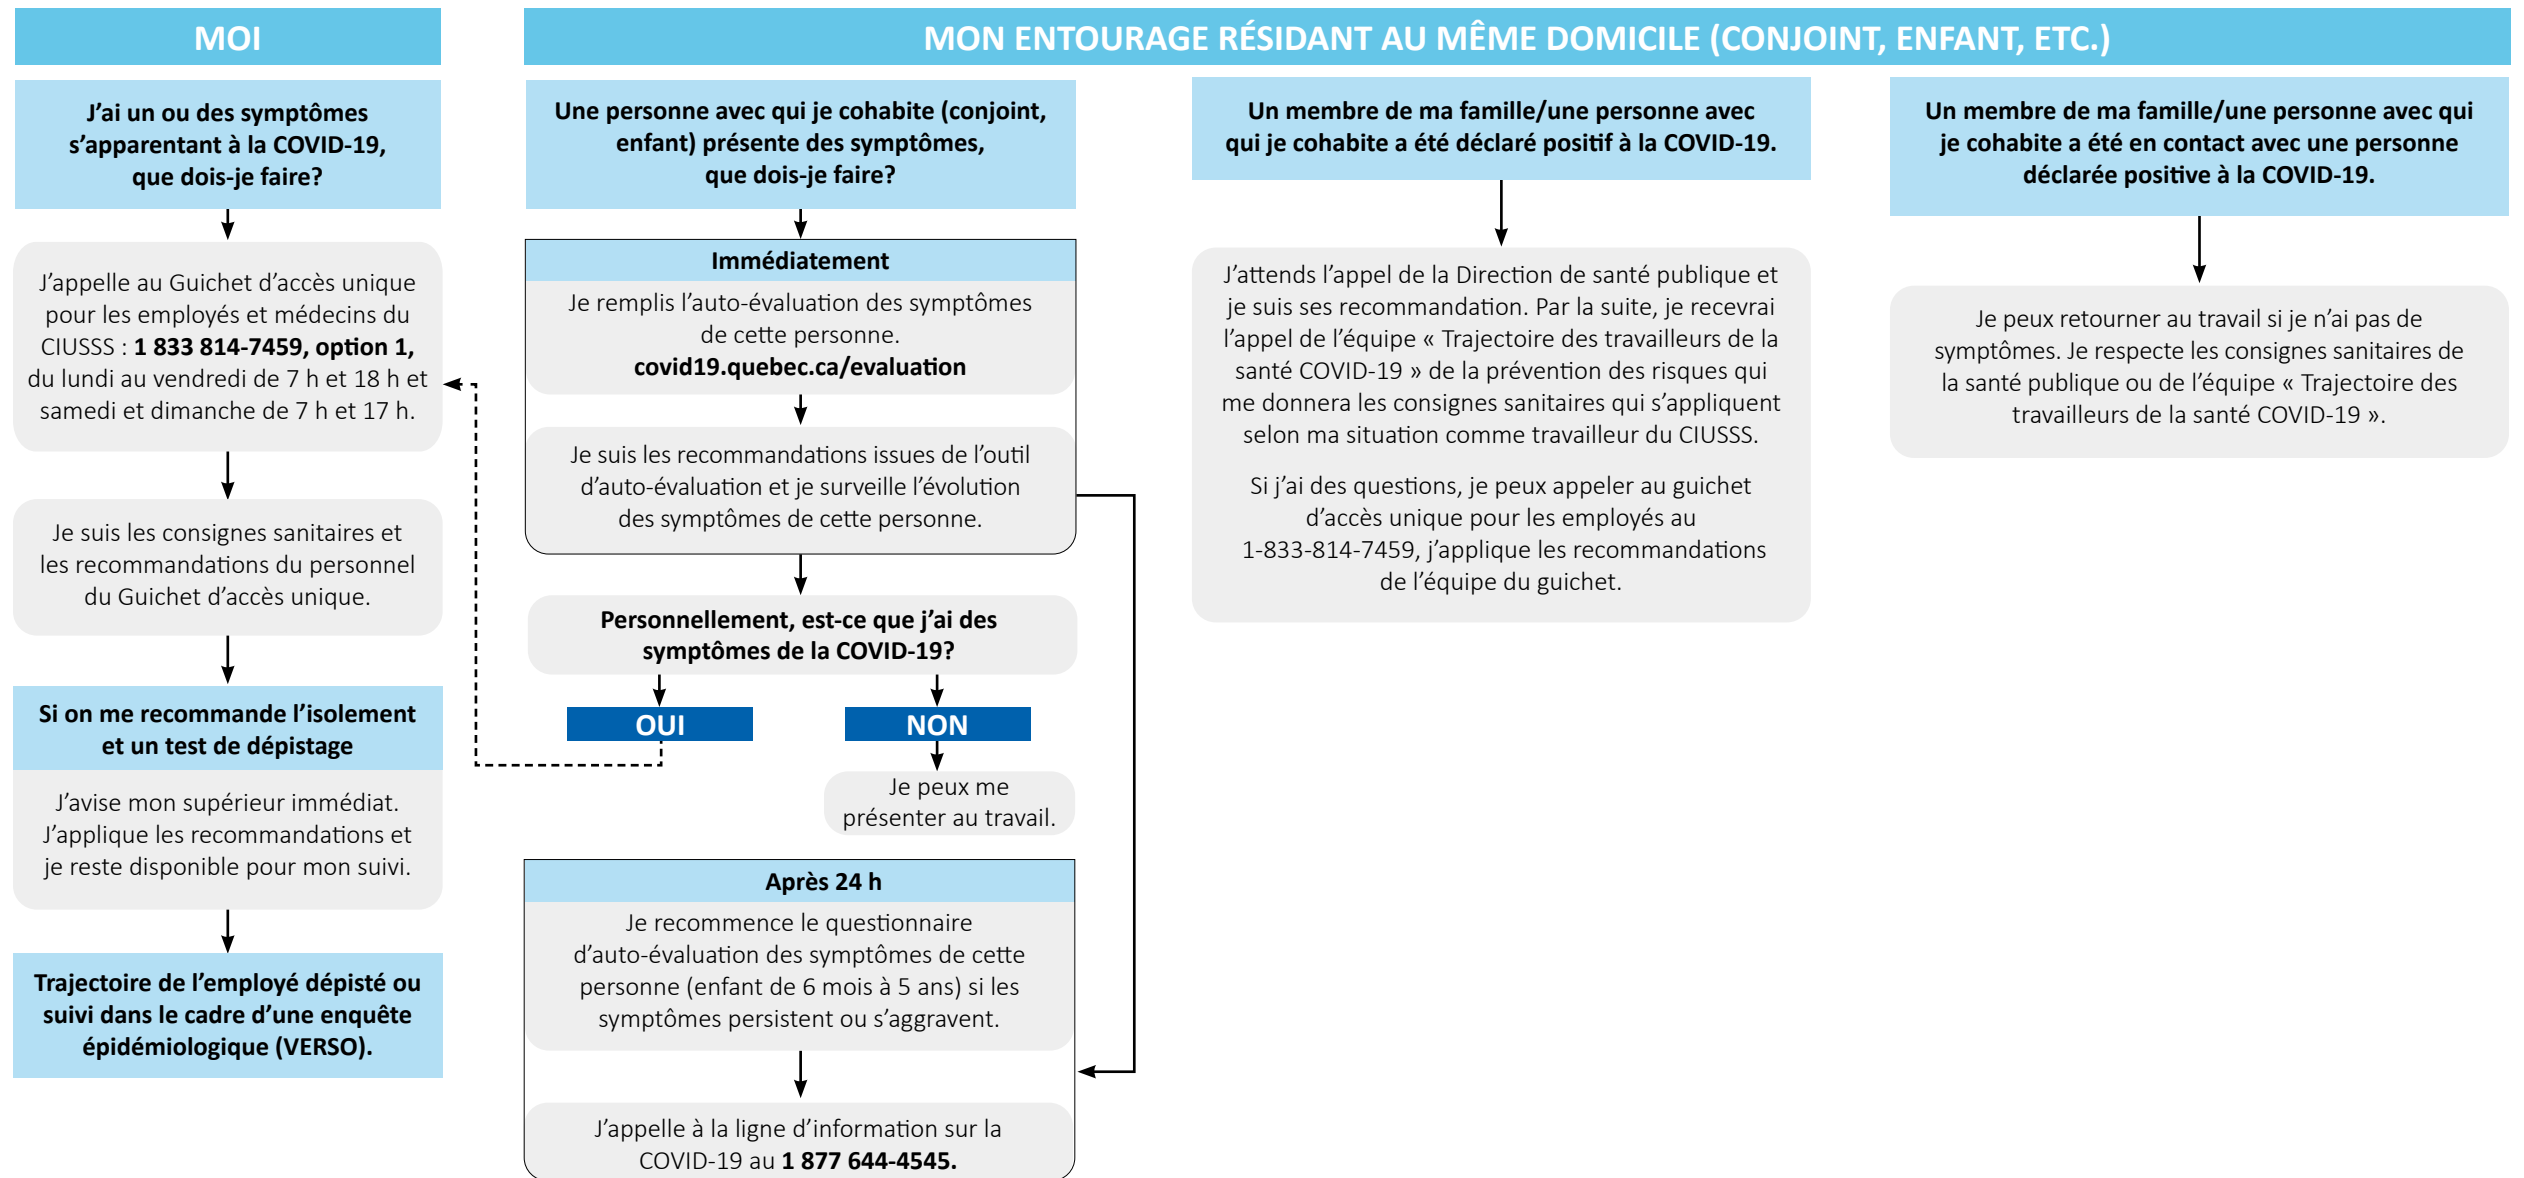 MOI
J’ai un ou des symptômes
s’apparentant à la COVID-19,
que dois-je faire?
J’appelle au Guichet d’accès unique
pour les employés et médecins du
CIUSSS : 1 833 814-7459, option 1,
du lundi au vendredi de 7 h et 18 h et
samedi et dimanche de 7 h et 17 h.
Je suis les consignes sanitaires et
les recommandations du personnel
du Guichet d’accès unique.
Si on me recommande l’isolement
et un test de dépistage
J’avise mon supérieur immédiat.
J’applique les recommandations et
je reste disponible pour mon suivi.
Trajectoire de l’employé dépisté ou
suivi dans le cadre d’une enquête
épidémiologique (VERSO).
MON ENTOURAGE RÉSIDANT AU MÊME DOMICILE (CONJOINT, ENFANT, ETC.)
Une personne avec qui je cohabite (conjoint,
enfant) présente des symptômes,
que dois-je faire?
Immédiatement
Je remplis l’auto-évaluation des symptômes
de cette personne.
covid19.quebec.ca/evaluation
Je suis les recommandations issues de l’outil
d’auto-évaluation et je surveille l’évolution
des symptômes de cette personne.
Personnellement, est-ce que j’ai des
symptômes de la COVID-19?
OUI
NON
Je peux me
présenter au travail.
Après 24 h
Je recommence le questionnaire
d’auto-évaluation des symptômes de cette
personne (enfant de 6 mois à 5 ans) si les
symptômes persistent ou s’aggravent.
J’appelle à la ligne d’information sur la
COVID-19 au 1 877 644-4545.
Un membre de ma famille/une personne avec
qui je cohabite a été déclaré positif à la COVID-19.
J’attends l’appel de la Direction de santé publique et
je suis ses recommandation. Par la suite, je recevrai
l’appel de l’équipe « Trajectoire des travailleurs de la
santé COVID-19 » de la prévention des risques qui
me donnera les consignes sanitaires qui s’appliquent
selon ma situation comme travailleur du CIUSSS.
Si j’ai des questions, je peux appeler au guichet
d’accès unique pour les employés au
1-833-814-7459, j’applique les recommandations
de l’équipe du guichet.
Un membre de ma famille/une personne avec qui
je cohabite a été en contact avec une personne
déclarée positive à la COVID-19.
Je peux retourner au travail si je n’ai pas de
symptômes. Je respecte les consignes sanitaires de
la santé publique ou de l’équipe « Trajectoire des
travailleurs de la santé COVID-19 ».